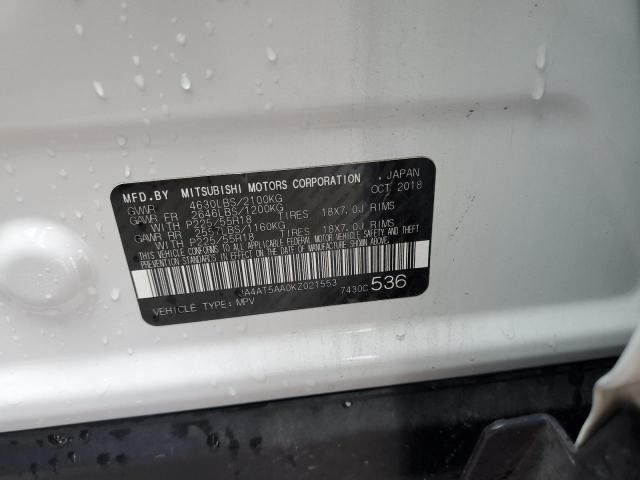 MFD.BY MITSUBISHI MOTORS CORPORATION , JAPAN
GVWR 4630LBS/2100KG OCT 2018
GAWR FR 2646LBS/1200KG
WITH P225/55R18 TIRES 18X7.0J RIMS
GAWR RR LBS/1160KG
WITH P225/55R18 TIRES 18X7.0J RIMS
THIS VEHICLE CONFORMS TO ALL APPLICABLE FEDERAL MOTOR VEHICLE SAFETY AND THEFT
PREVENTION STANDARDS IN EFFECT ON THE DATE OF MANUFACTURE SHOWN ABOVE.
JA4AT5AA0KZ021553 7430C 536
VEHICLE TYPE: MPV